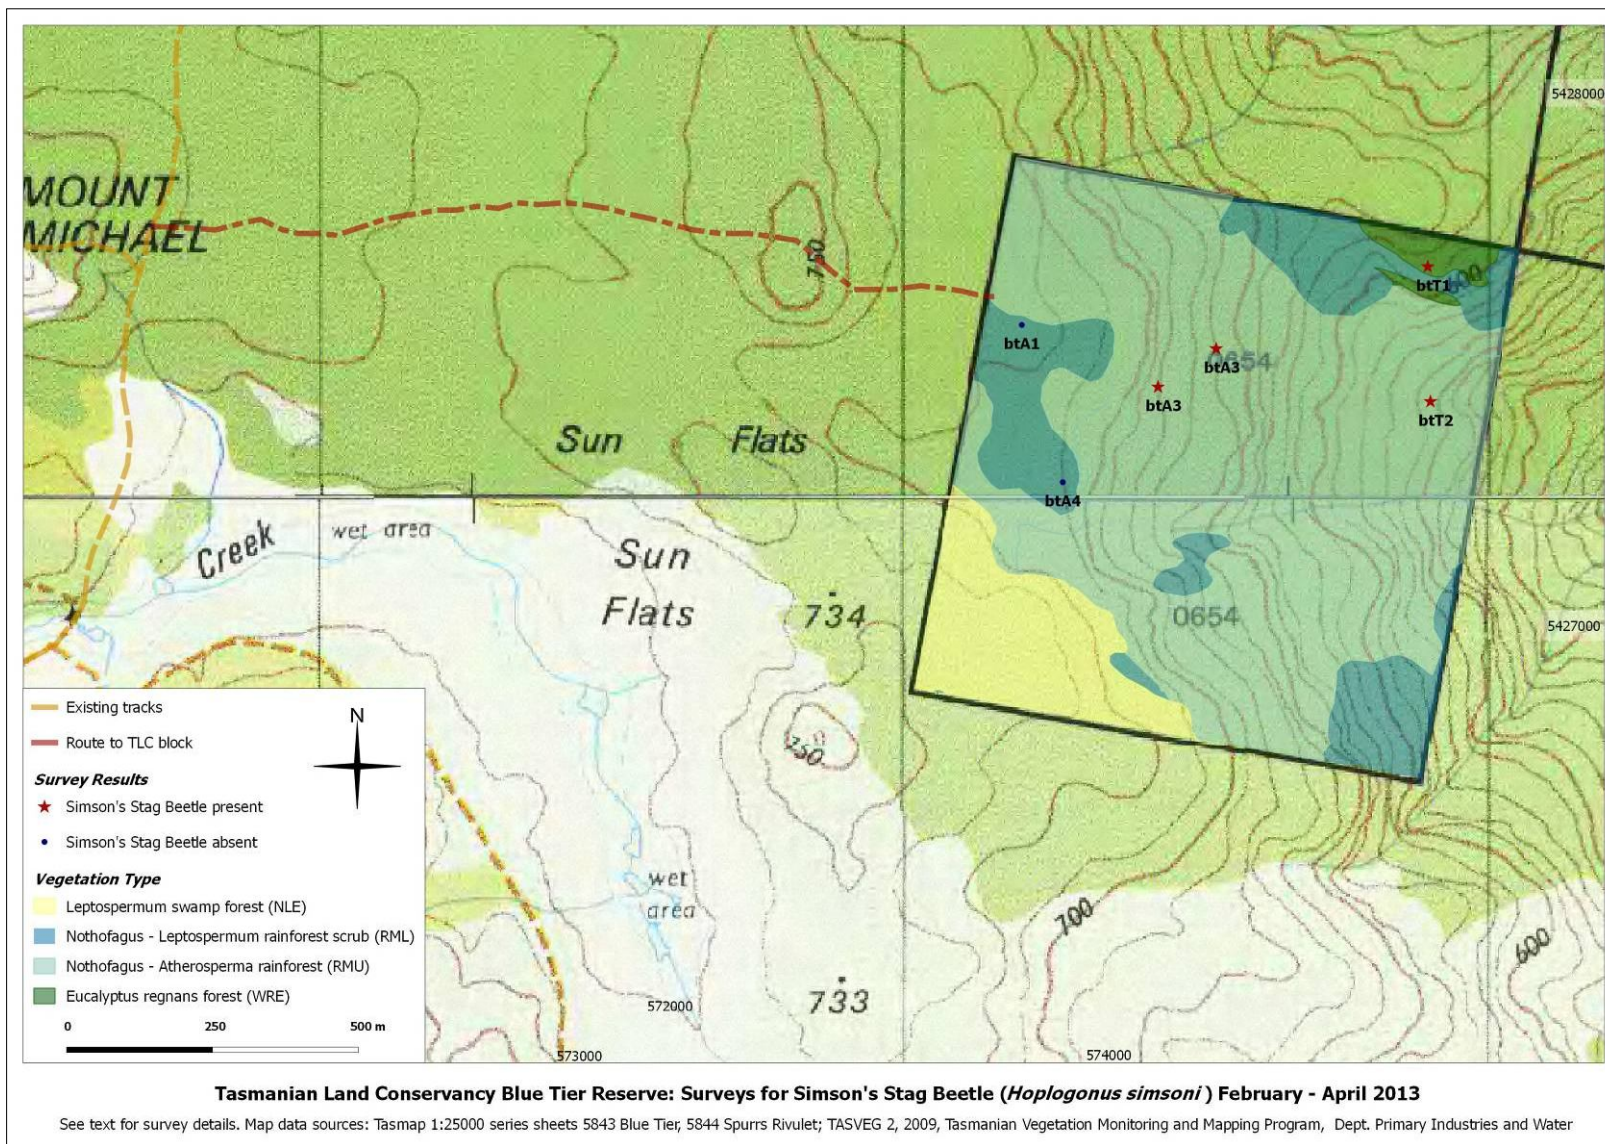 5428000
MOUNT
MICHAEL
750
btT1
600
btA1
0654
btA3
btA3
btT2
Sun Flats
btA4
Creek
wet area
Sun
Flats
734
0654
5427000
Existing tracks
Route to TLC block
Survey Results
Simson's Stag Beetle present
Simson's Stag Beetle absent
Vegetation Type
Leptospermum swamp forest (NLE)
Nothofagus - Leptospermum rainforest scrub (RML)
Nothofagus - Atherosperma rainforest (RMU)
Eucalyptus regnans forest (WRE)
0 250 500 m
N
750
wet
area
700
600
733
572000
573000
574000
Tasmanian Land Conservancy Blue Tier Reserve: Surveys for Simson's Stag Beetle (Hoplogonus simsoni ) February - April 2013
See text for survey details. Map data sources: Tasmap 1:25000 series sheets 5843 Blue Tier, 5844 Spurrs Rivulet; TASVEG 2, 2009, Tasmanian Vegetation Monitoring and Mapping Program, Dept. Primary Industries and Water